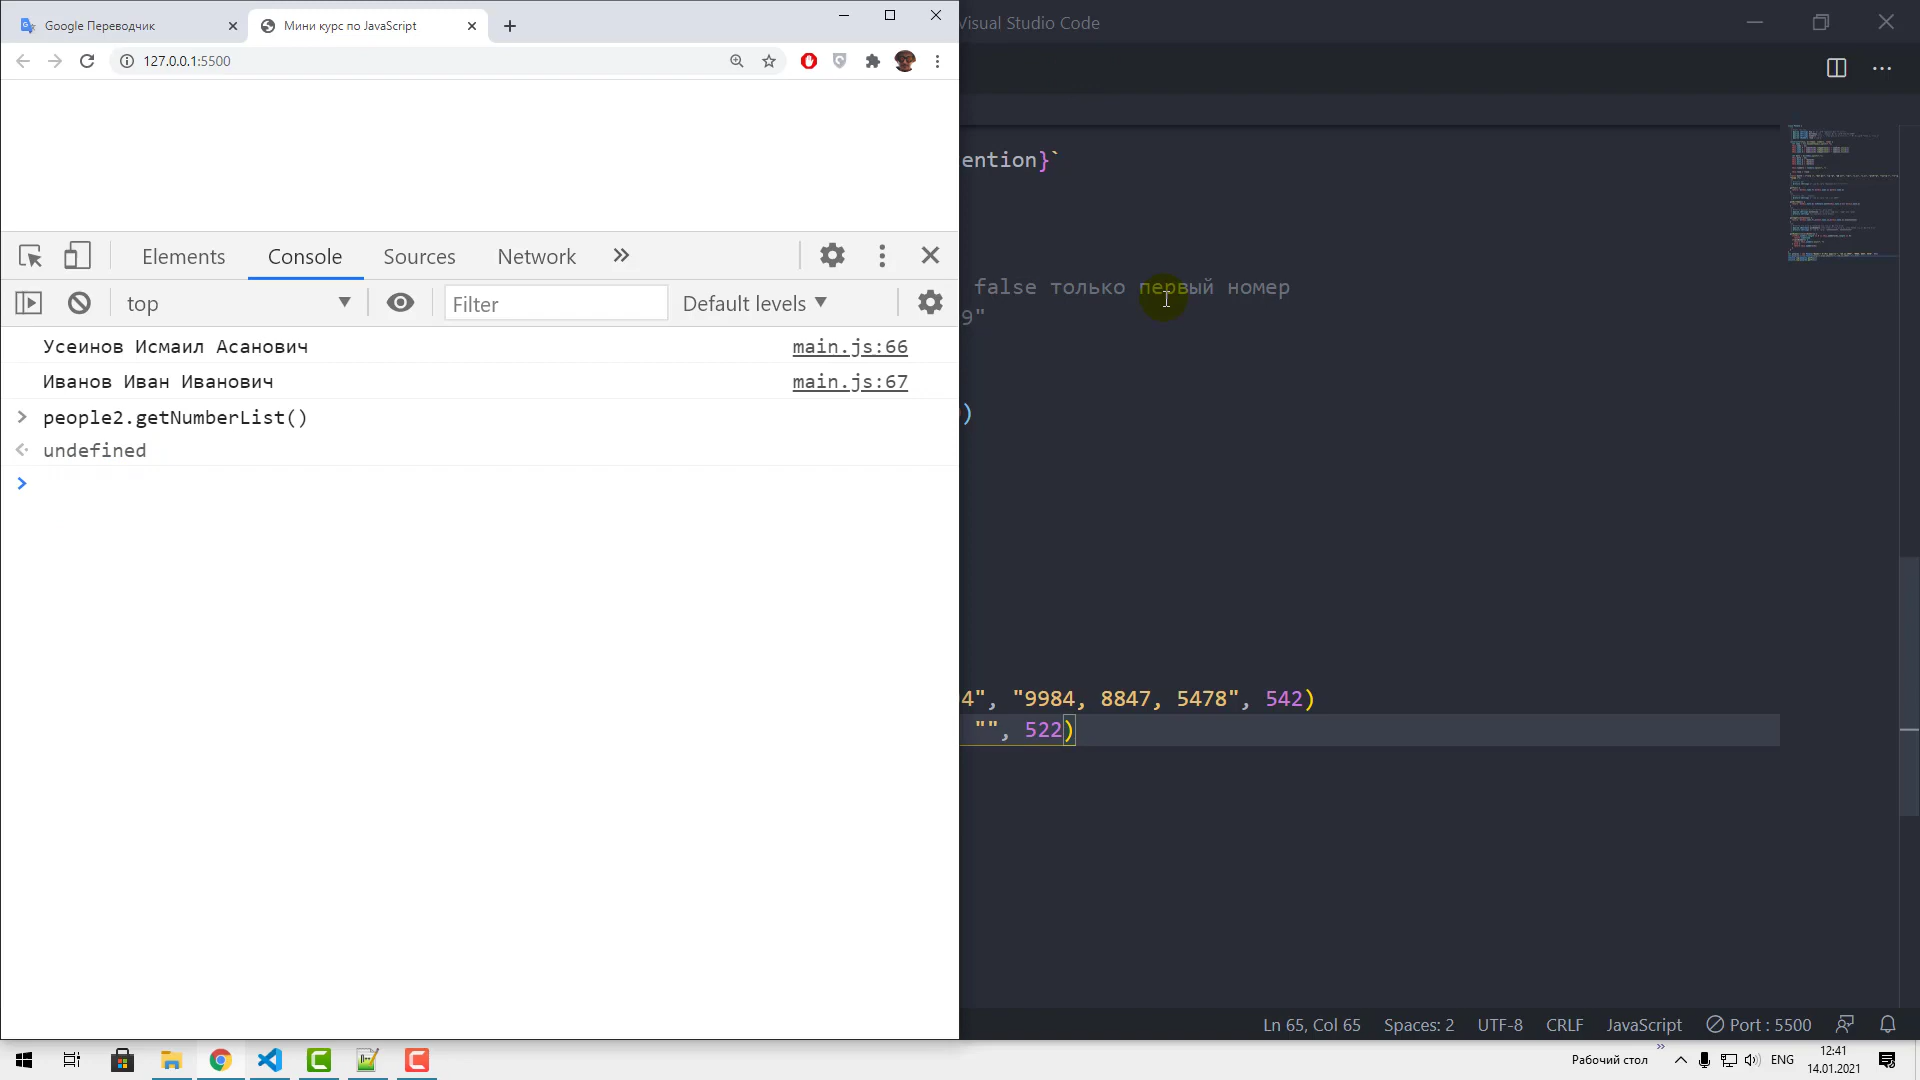 Google Переводчик
Мини курс по JavaScript
Visual Studio Code
127.0.0.1:5500
ention}`
Elements Console Sources Network
top Filter Default levels
false только первый номер
9"
Усеинов Исмаил Асанович main.js:66
Иванов Иван Иванович main.js:67
)
people2.getNumberList()
undefined
4", "9984, 8847, 5478", 542)
"", 522)
Ln 65, Col 65 Spaces: 2 UTF-8 CRLF JavaScript Port : 5500
Рабочий стол ENG 12:41
14.01.2021